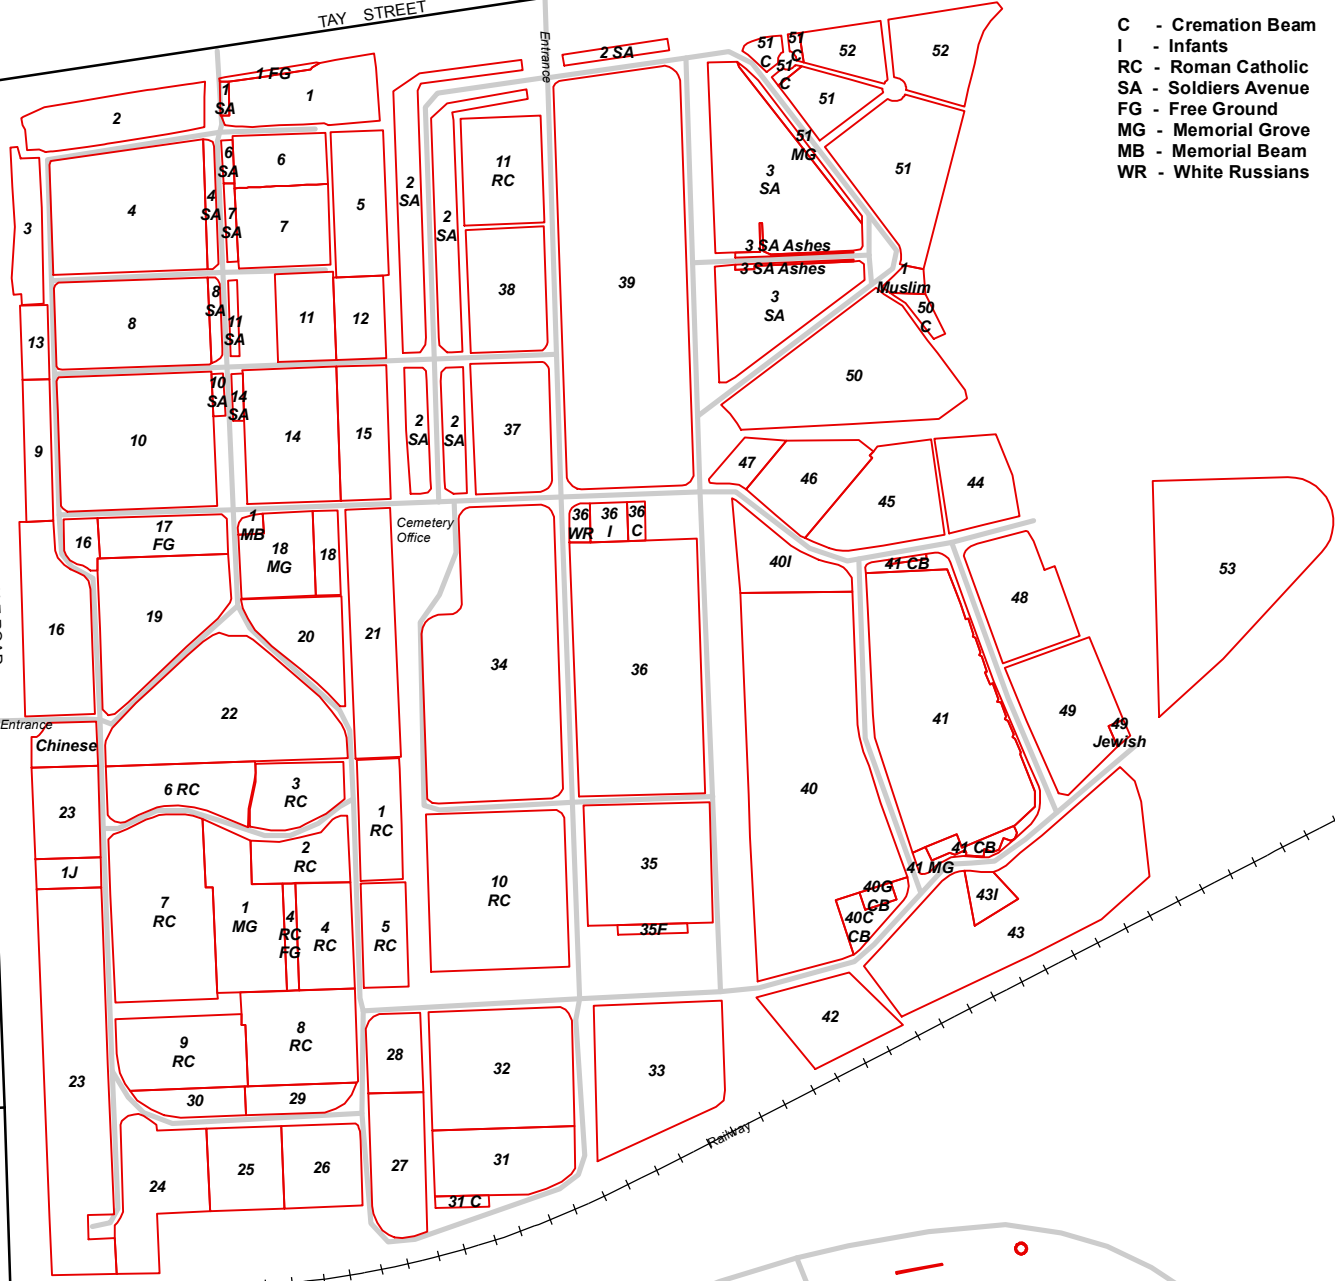 TAY STREET
C - Cremation Beam
I - Infants
RC - Roman Catholic
SA - Soldiers Avenue
FG - Free Ground
MG - Memorial Grove
MB - Memorial Beam
WR - White Russians
Entrance
2 SA
51
C
51
C
51
C
52
52
1 FG
1
SA
1
2
51
51
MG
51
6
SA
6
11
RC
3
SA
4
4
SA
7
SA
7
5
2
SA
2
SA
3
3 SA Ashes
3 SA Ashes
1
Muslim
39
38
8
8
SA
11
SA
11
12
3
SA
50
C
13
50
10
SA
14
SA
10
14
15
2
SA
2
SA
37
9
47
46
45
44
16
17
FG
1
MB
18
MG
18
Cemetery
Office
36
WR
36
I
36
C
40I
41 CB
53
48
16
19
20
21
34
36
22
41
49
49
Jewish
Entrance
Chinese
6 RC
3
RC
23
1
RC
40
2
RC
35
41 CB
41 MG
1J
10
RC
7
RC
1
MG
4
RC
FG
4
RC
5
RC
40G
CB
40C
CB
43I
43
35F
42
9
RC
8
RC
28
32
33
23
30
29
Railway
24
25
26
27
31
31 C